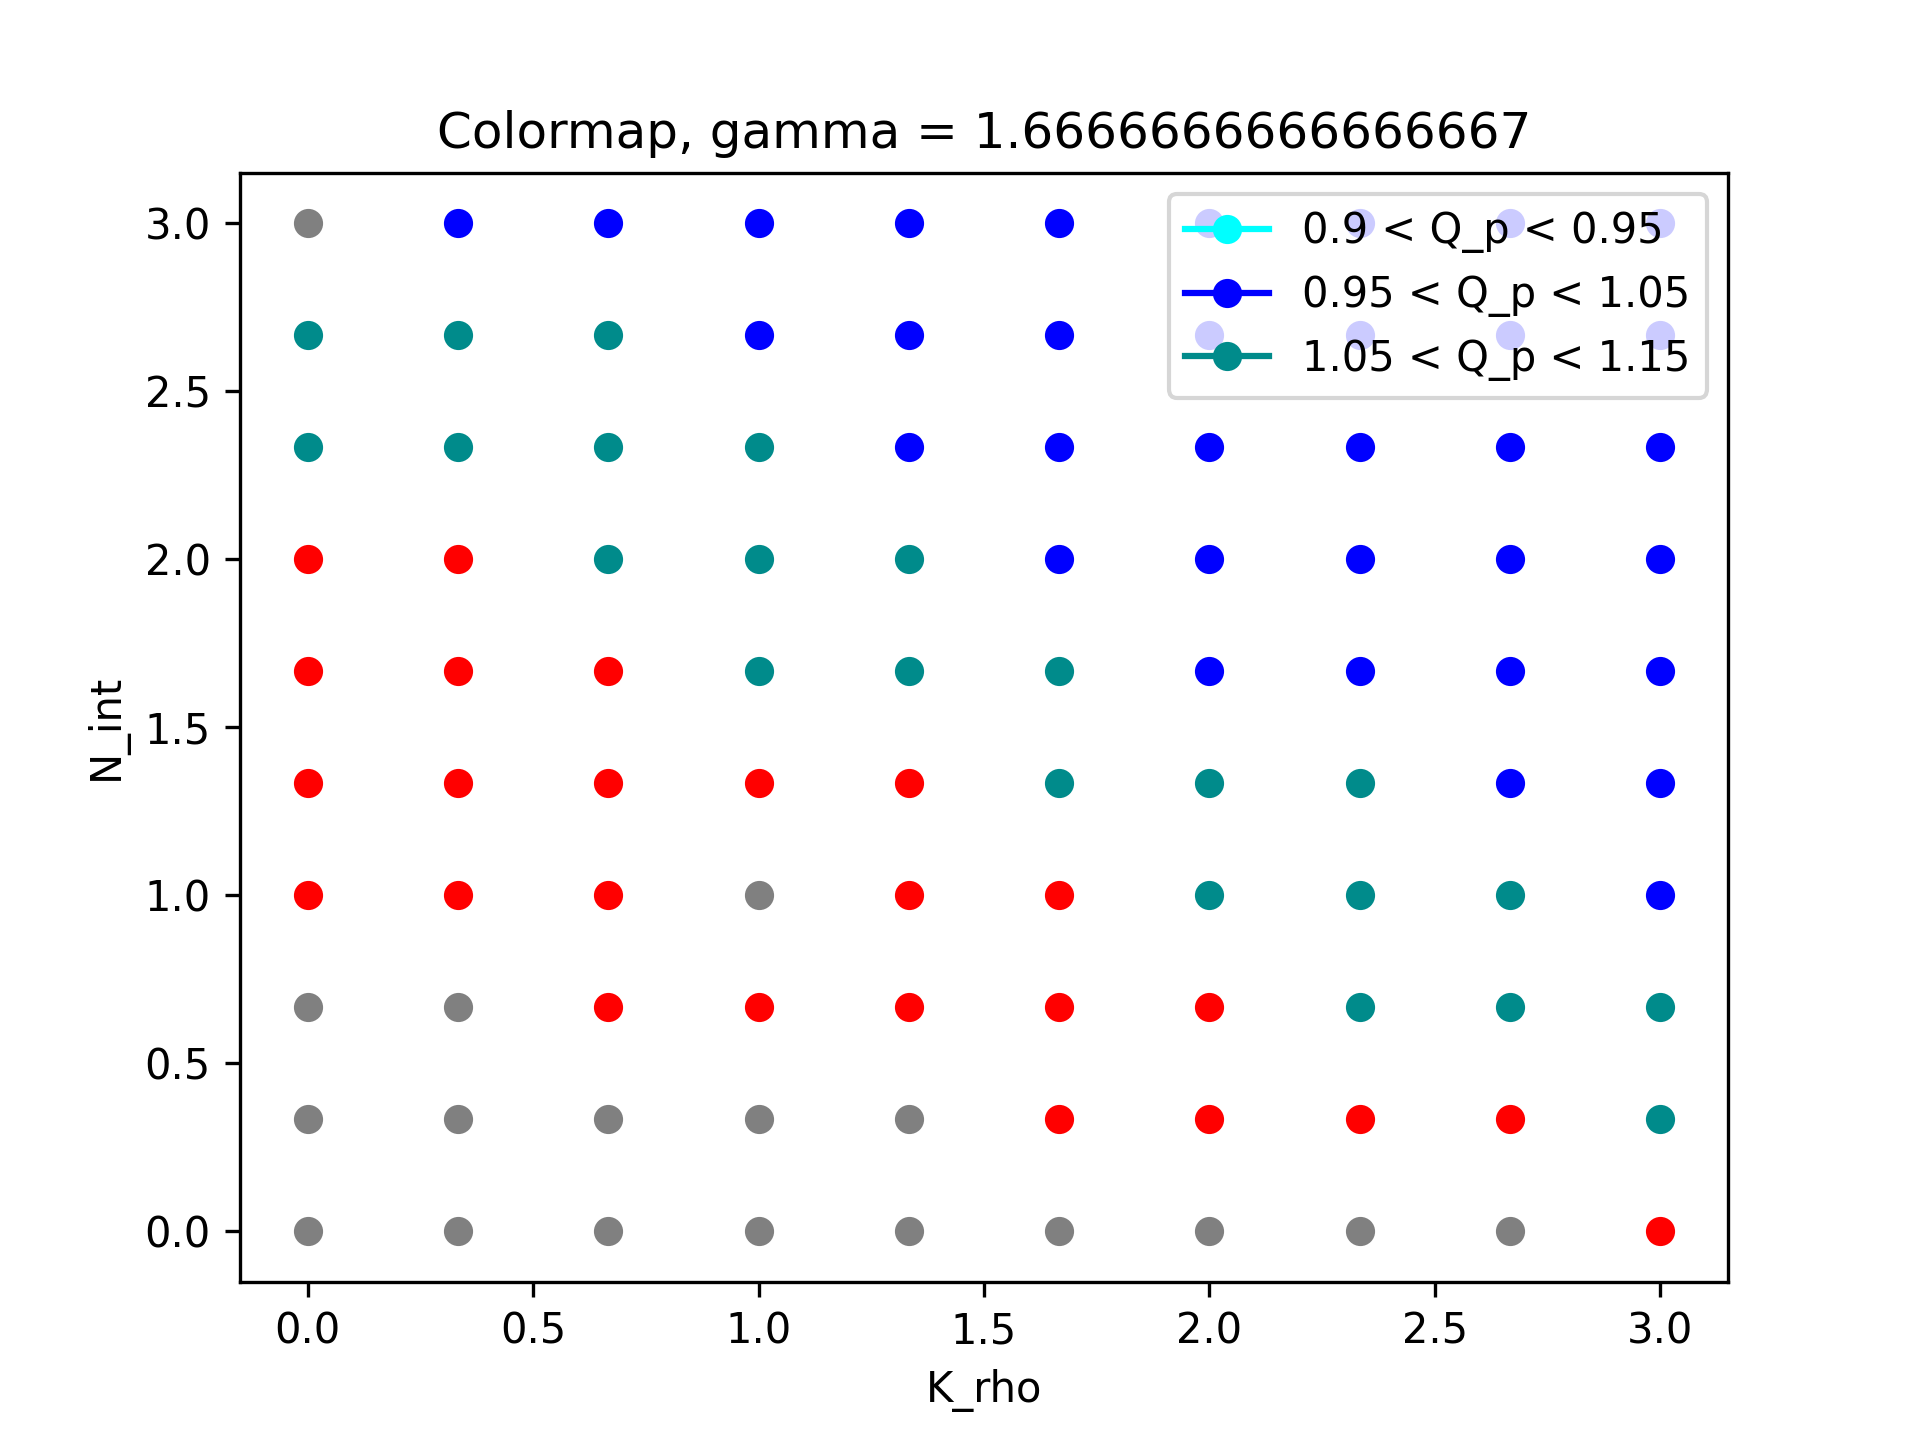 Colormap, gamma = 1.6666666666666667
0.9 < Q_p < 0.95
0.95 < Q_p < 1.05
1.05 < Q_p < 1.15
3.0
2.5
2.0
1.5
1.0
0.5
0.0
N_int
0.0 0.5 1.0 1.5 2.0 2.5 3.0
K_rho